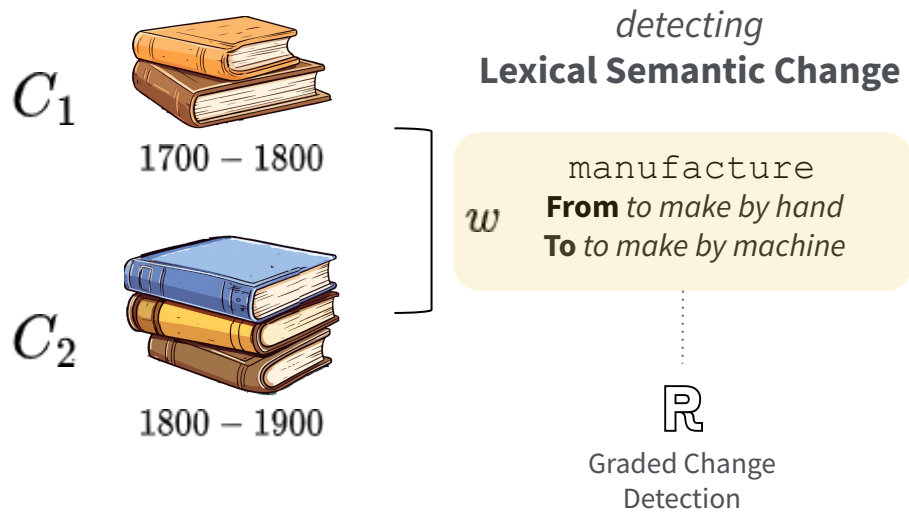 detecting
Lexical Semantic Change
C₁
1700 – 1800
manufacture
w
From to make by hand
To to make by machine
C₂
1800 – 1900
ℝ
Graded Change
Detection